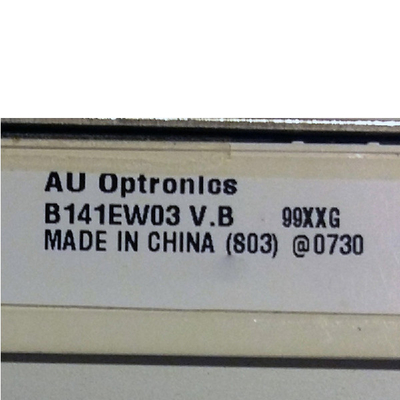 AU Optronics
B141EW03 V.B 99XXG
MADE IN CHINA (S03) @0730